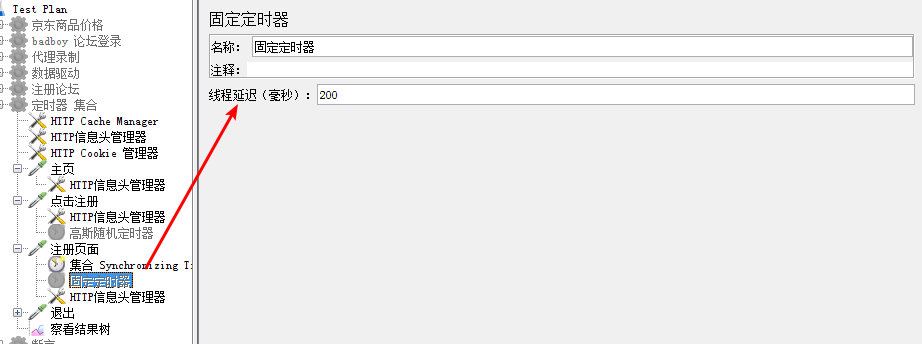 Test Plan
京东商品价格
badboy 论坛登录
代理录制
数据驱动
注册论坛
定时器 集合
HTTP Cache Manager
HTTP信息头管理器
HTTP Cookie 管理器
主页
HTTP信息头管理器
点击注册
HTTP信息头管理器
高斯随机定时器
注册页面
集合 Synchronizing Ti
固定定时器
HTTP信息头管理器
退出
察看结果树
固定定时器
名称： 固定定时器
注释：
线程延迟（毫秒）： 200